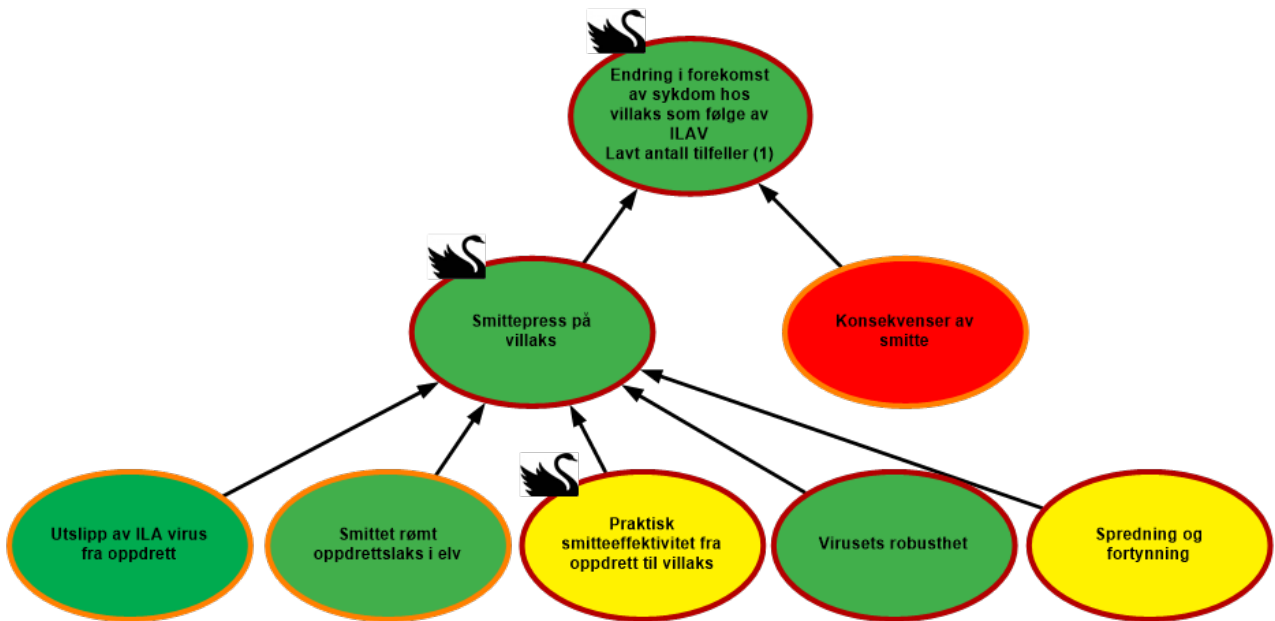 Endring i forekomst
av sykdom hos
villaks som følge av
ILAV
Lavt antall tilfeller (1)
Smittepress på
villaks
Konsekvenser av
smitte
Utslipp av ILA virus
fra oppdrett
Smittet rømt
oppdrettslaks i elv
Praktisk
smitteeffektivitet fra
oppdrett til villaks
Virusets robusthet
Spredning og
fortynning